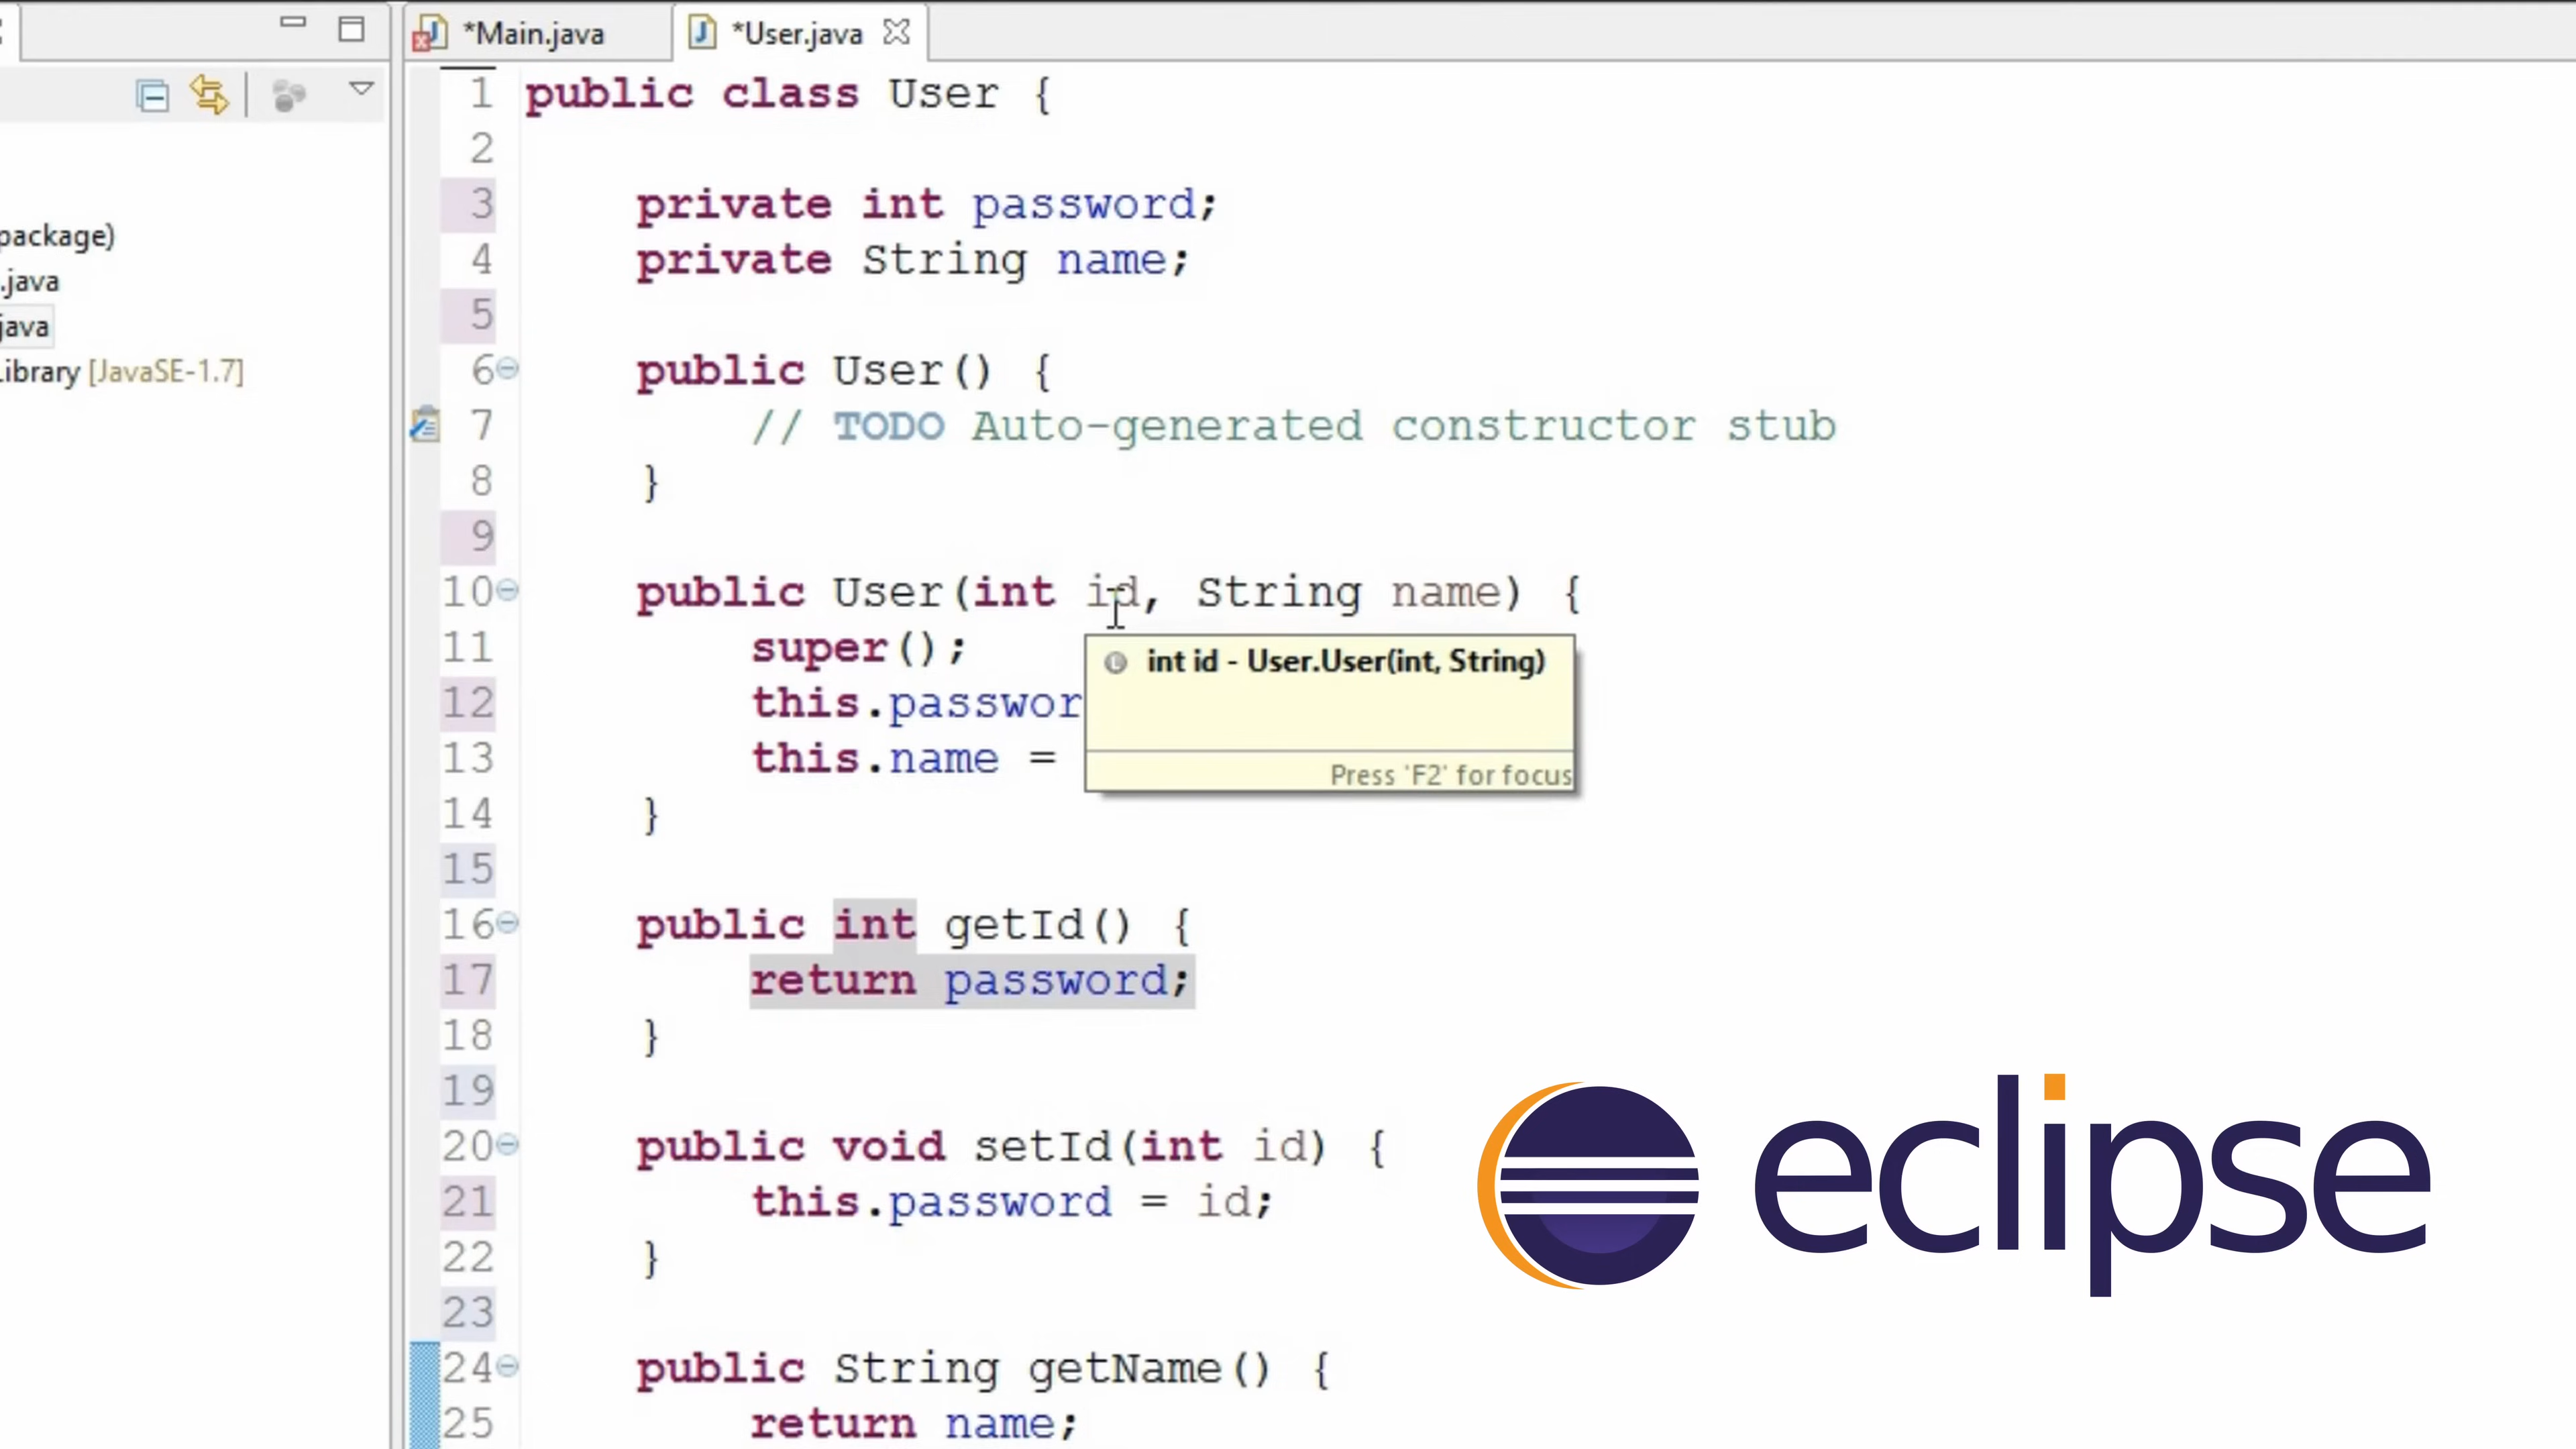 *Main.java
*User.java
package)
.java
java
Library [JavaSE-1.7]
1 public class User {
2
3 private int password;
4 private String name;
5
6 public User() {
7 // TODO Auto-generated constructor stub
8 }
9
10 public User(int id, String name) {
11 super();
12 this.passwor
13 this.name =
int id - User.User(int, String)
Press 'F2' for focus
14 }
15
16 public int getId() {
17 return password;
18 }
19
20 public void setId(int id) {
21 this.password = id;
22 }
23
24 public String getName() {
25 return name;
eclipse